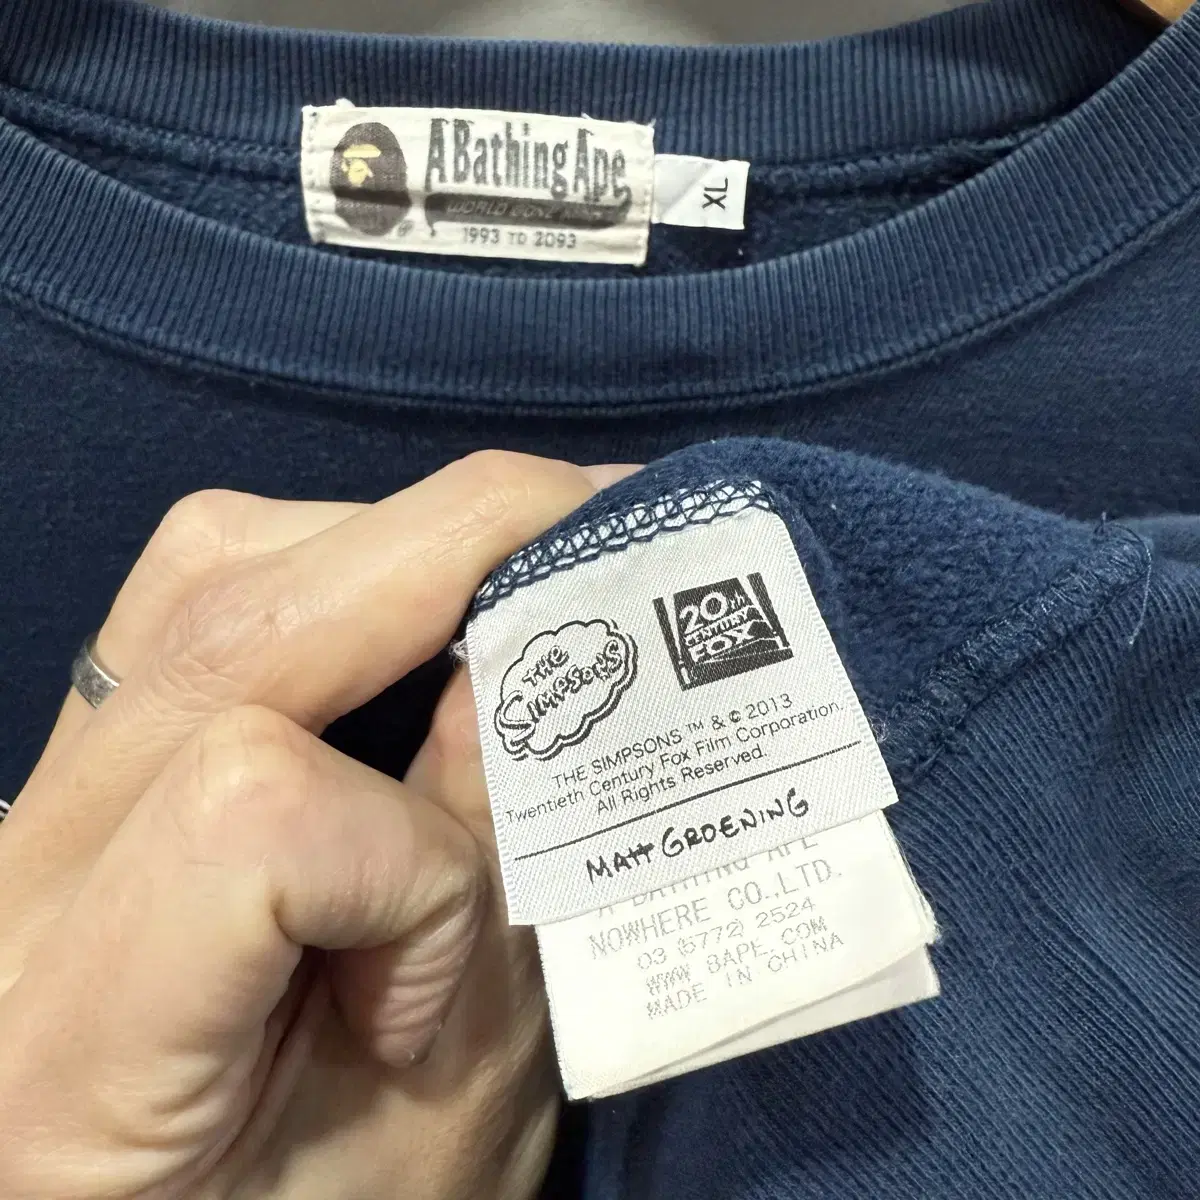 A Bathing Ape
WORLD GONE MAD
1993 TO 2093
XL
THE
SIMPSONS
20TH
CENTURY
FOX
THE SIMPSONS ™ & © 2013
Twentieth Century Fox Film Corporation.
All Rights Reserved.
MATT GROENING
A BATHING APE
NOWHERE CO.,LTD.
03 (5772) 2524
WWW BAPE.COM
MADE IN CHINA